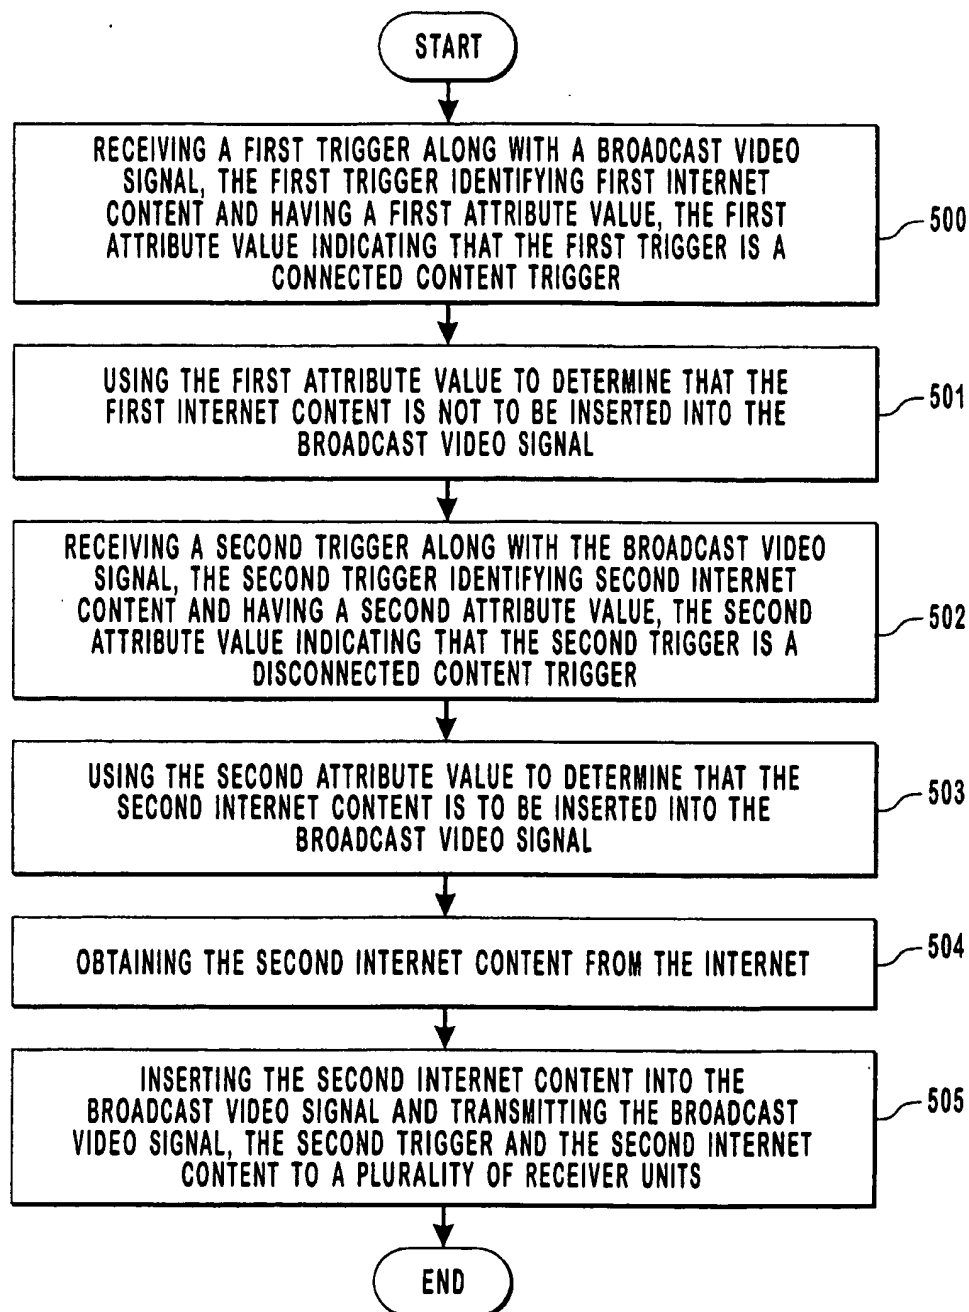 START
RECEIVING A FIRST TRIGGER ALONG WITH A BROADCAST VIDEO
SIGNAL, THE FIRST TRIGGER IDENTIFYING FIRST INTERNET
CONTENT AND HAVING A FIRST ATTRIBUTE VALUE, THE FIRST
ATTRIBUTE VALUE INDICATING THAT THE FIRST TRIGGER IS A
CONNECTED CONTENT TRIGGER
500
USING THE FIRST ATTRIBUTE VALUE TO DETERMINE THAT THE
FIRST INTERNET CONTENT IS NOT TO BE INSERTED INTO THE
BROADCAST VIDEO SIGNAL
501
RECEIVING A SECOND TRIGGER ALONG WITH THE BROADCAST VIDEO
SIGNAL, THE SECOND TRIGGER IDENTIFYING SECOND INTERNET
CONTENT AND HAVING A SECOND ATTRIBUTE VALUE, THE SECOND
ATTRIBUTE VALUE INDICATING THAT THE SECOND TRIGGER IS A
DISCONNECTED CONTENT TRIGGER
502
USING THE SECOND ATTRIBUTE VALUE TO DETERMINE THAT THE
SECOND INTERNET CONTENT IS TO BE INSERTED INTO THE
BROADCAST VIDEO SIGNAL
503
OBTAINING THE SECOND INTERNET CONTENT FROM THE INTERNET
504
INSERTING THE SECOND INTERNET CONTENT INTO THE
BROADCAST VIDEO SIGNAL AND TRANSMITTING THE BROADCAST
VIDEO SIGNAL, THE SECOND TRIGGER AND THE SECOND INTERNET
CONTENT TO A PLURALITY OF RECEIVER UNITS
505
END